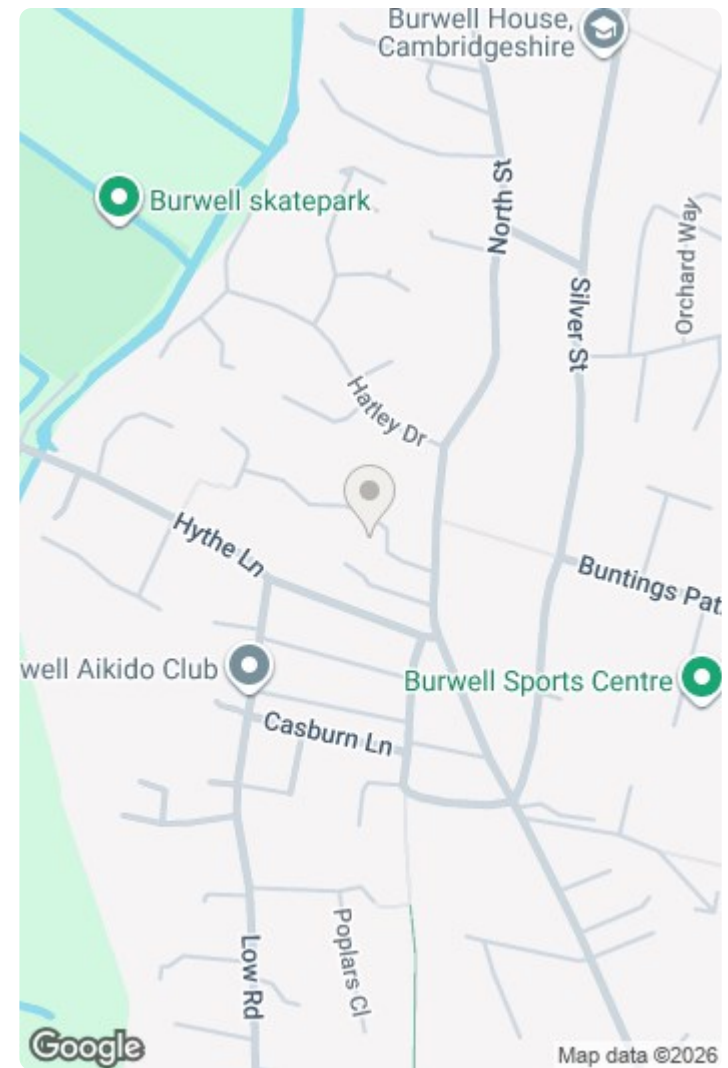 Burwell House,
Cambridgeshire
Burwell skatepark
North St
Orchard Way
Silver St
Hatley Dr
Hythe Ln
Buntings Pat
well Aikido Club
Burwell Sports Centre
Casburn Ln
Poplars Cl
Low Rd
Google
Map data ©2026